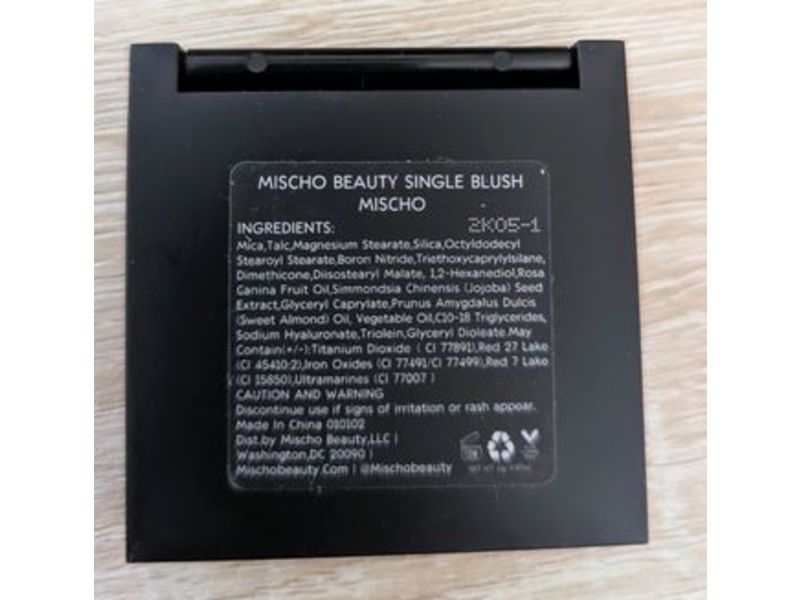 MISCHO BEAUTY SINGLE BLUSH
MISCHO
INGREDIENTS: 2K05-1
Mica,Talc,Magnesium Stearate,Silica,Octyldodecyl
Stearoyl Stearate,Boron Nitride,Triethoxycaprylylsilane,
Dimethicone,Diisostearyl Malate, 1,2-Hexanediol,Rosa
Canina Fruit Oil,Simmondsia Chinensis (Jojoba) Seed
Extract,Glyceryl Caprylate,Prunus Amygdalus Dulcis
(Sweet Almond) Oil, Vegetable Oil,C10-18 Triglycerides,
Sodium Hyaluronate,Triolein,Glyceryl Dioleate.May
Contain(+/-):Titanium Dioxide ( CI 77891),Red 27 Lake
(CI 45410:2),Iron Oxides (CI 77491/CI 77499),Red 7 Lake
(CI 15850),Ultramarines (CI 77007 )
CAUTION AND WARNING
Discontinue use if signs of irritation or rash appear.
Made In China 010102
Dist.by Mischo Beauty,LLC |
Washington,DC 20090 |
Mischobeauty.Com | @Mischobeauty